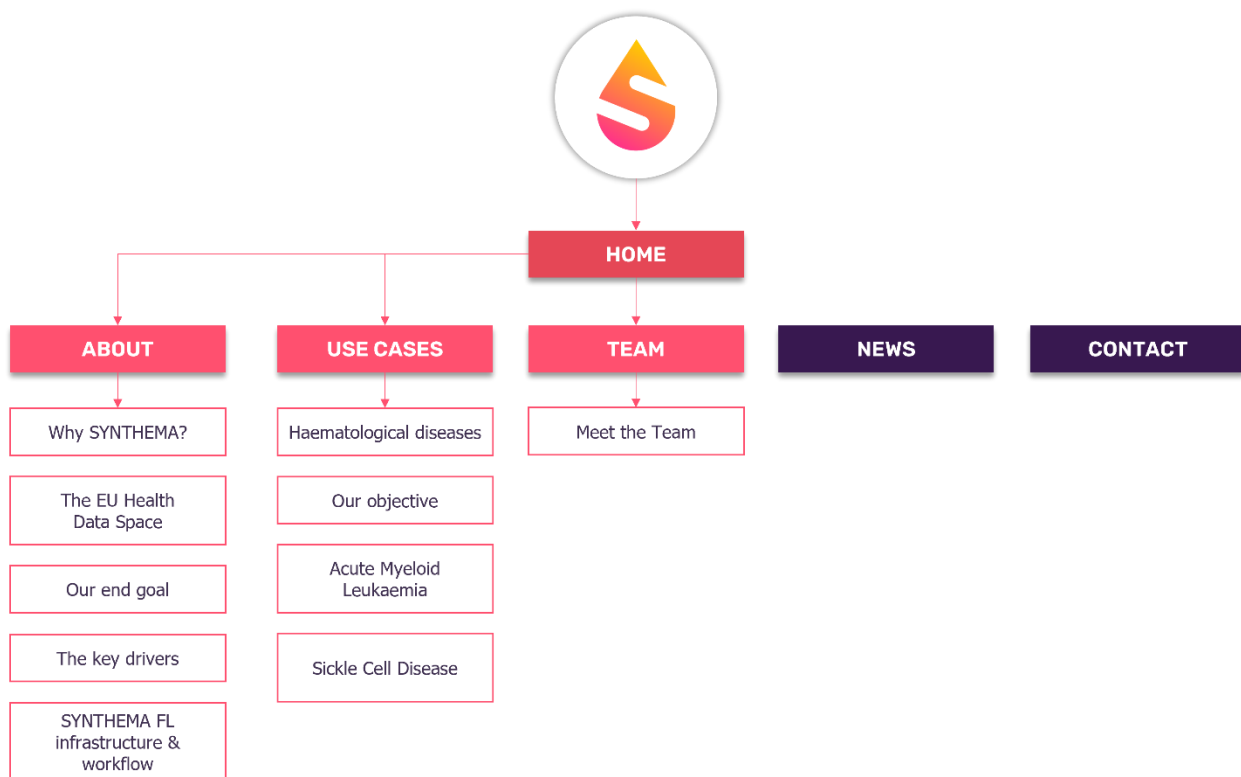 HOME
ABOUT
USE CASES
TEAM
NEWS
CONTACT
Why SYNTHEMA?
The EU Health
Data Space
Our end goal
The key drivers
SYNTHEMA FL
infrastructure &
workflow
Haematological diseases
Our objective
Acute Myeloid
Leukaemia
Sickle Cell Disease
Meet the Team